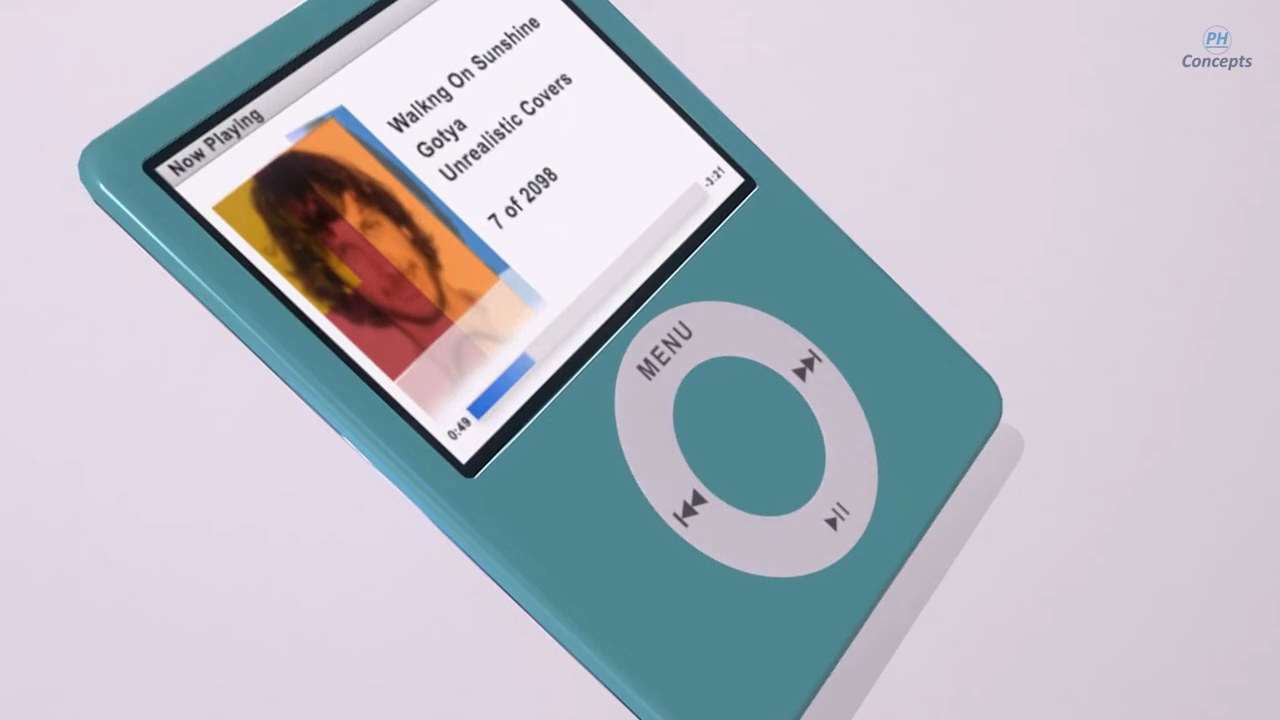 PH
Concepts
Now Playing
Walkng On Sunshine
Gotya
Unrealistic Covers
7 of 2098
0:49
-3:21
MENU